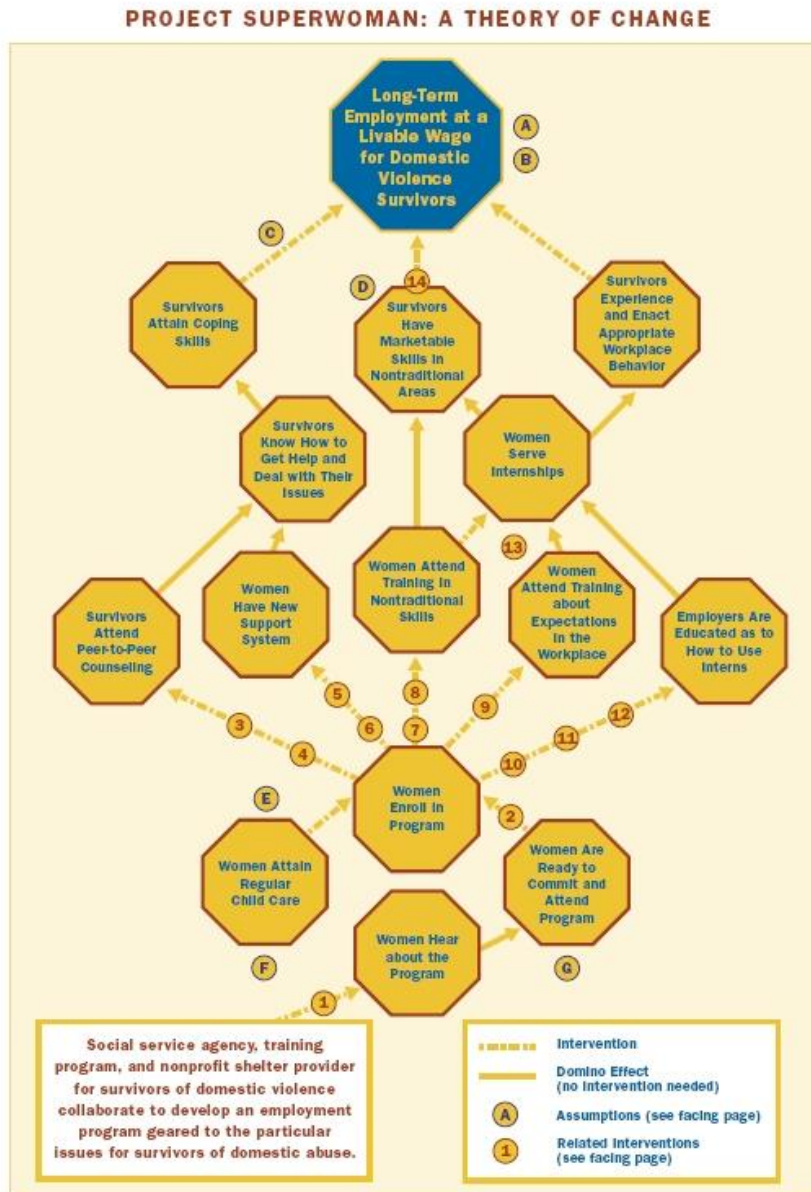 PROJECT SUPERWOMAN: A THEORY OF CHANGE
Long-Term
Employment at a
Livable Wage
for Domestic
Violence
Survivors
A
B
C
Survivors
Attain Coping
Skills
D
14
Survivors
Have
Marketable
Skills in
Nontraditional
Areas
Survivors
Experience
and Enact
Appropriate
Workplace
Behavior
Survivors
Know How to
Get Help and
Deal with Their
Issues
Women
Serve
Internships
13
Survivors
Attend
Peer-to-Peer
Counseling
Women
Have New
Support
System
Women Attend
Training in
Nontraditional
Skills
Women
Attend Training
about
Expectations
in the
Workplace
Employers Are
Educated as to
How to Use
Interns
3
4
5
6
8
7
9
10
11
12
Women
Enroll in
Program
E
2
Women Attain
Regular
Child Care
Women Are
Ready to
Commit and
Attend
Program
F
Women Hear
about the
Program
G
1
Social service agency, training
program, and nonprofit shelter provider
for survivors of domestic violence
collaborate to develop an employment
program geared to the particular
issues for survivors of domestic abuse.
Intervention
Domino Effect
(no intervention needed)
A
Assumptions (see facing page)
1
Related Interventions
(see facing page)